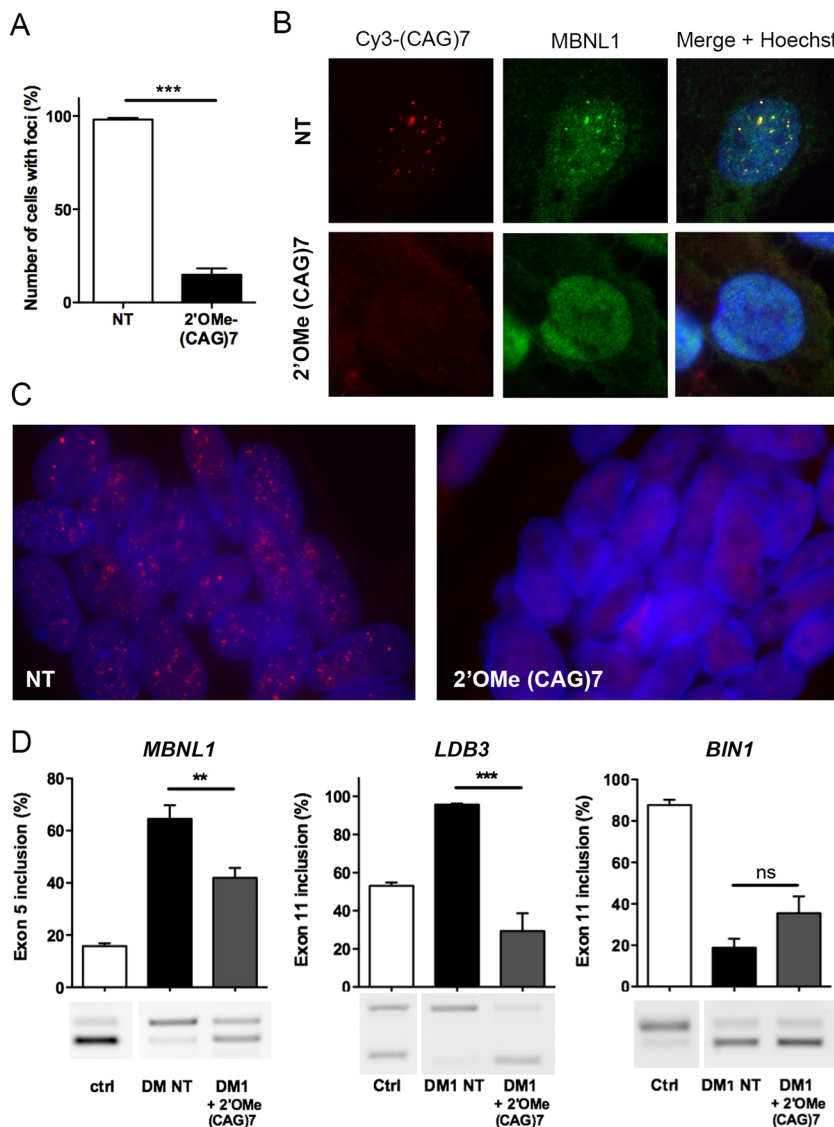 A
Number of cells with foci (%)
***
100
50
0
NT
2'OMe-
(CAG)7
B
Cy3-(CAG)7
MBNL1
Merge + Hoechst
NT
2'OMe (CAG)7
C
NT
2'OMe (CAG)7
D
MBNL1
Exon 5 inclusion (%)
80
60
40
20
0
**
ctrl
DM NT
DM1
+ 2'OMe
(CAG)7
LDB3
Exon 11 inclusion (%)
100
80
60
40
20
0
***
Ctrl
DM1 NT
DM1
+ 2'OMe
(CAG)7
BIN1
Exon 11 inclusion (%)
100
80
60
40
20
0
ns
Ctrl
DM1 NT
DM1
+ 2'OMe
(CAG)7